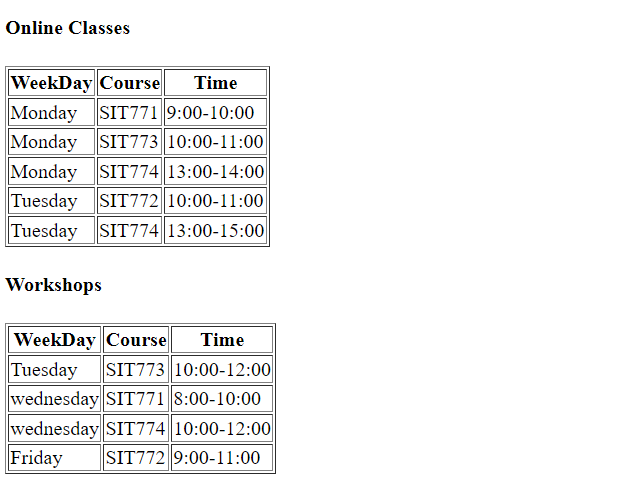 Online Classes
WeekDay Course Time
Monday SIT771 9:00-10:00
Monday SIT773 10:00-11:00
Monday SIT774 13:00-14:00
Tuesday SIT772 10:00-11:00
Tuesday SIT774 13:00-15:00
Workshops
WeekDay Course Time
Tuesday SIT773 10:00-12:00
wednesday SIT771 8:00-10:00
wednesday SIT774 10:00-12:00
Friday SIT772 9:00-11:00